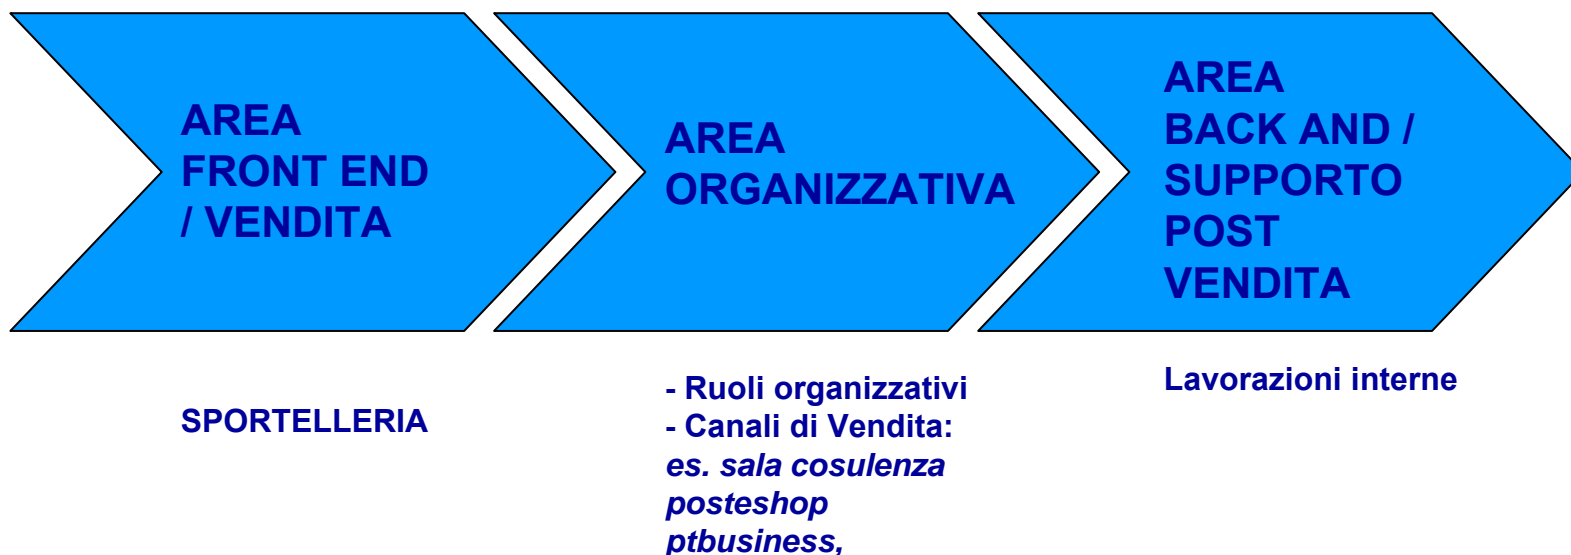 AREA
FRONT END
/ VENDITA
AREA
ORGANIZZATIVA
AREA
BACK AND /
SUPPORTO
POST
VENDITA
SPORTELLERIA
- Ruoli organizzativi
- Canali di Vendita:
es. sala cosulenza
posteshop
ptbusiness,
Lavorazioni interne